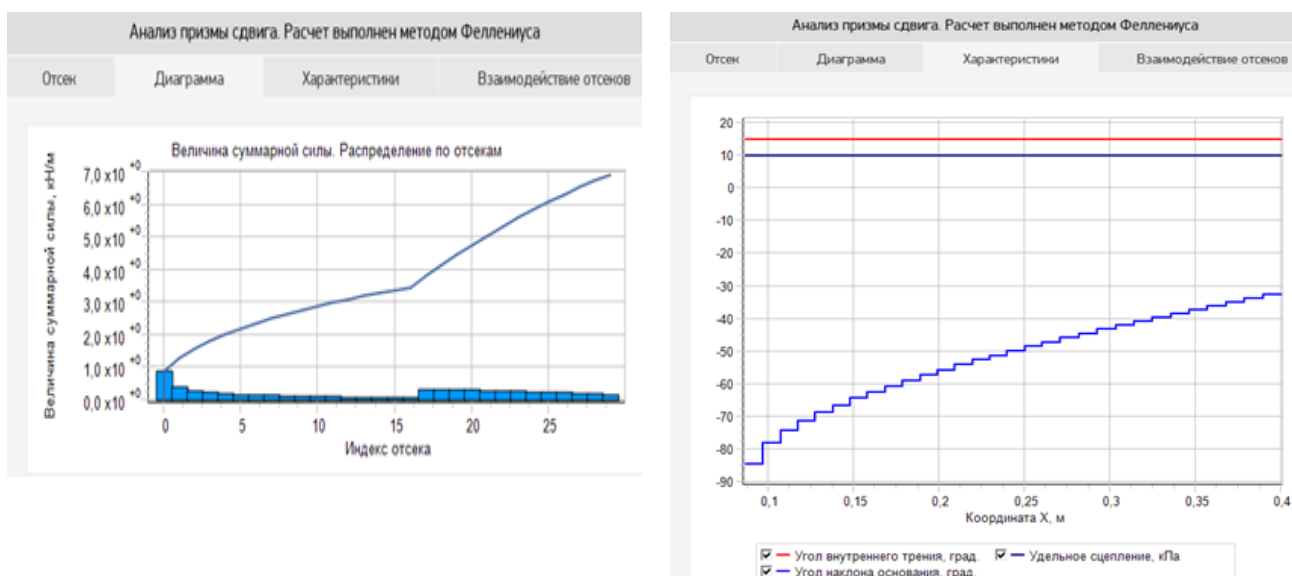 Анализ призмы сдвига. Расчет выполнен методом Феллениуса
Отсек Диаграмма Характеристики Взаимодействие отсеков
Величина суммарной силы. Распределение по отсекам
Величина суммарной силы, кН/м
7,0 x10 +0
6,0 x10 +0
5,0 x10 +0
4,0 x10 +0
3,0 x10 +0
2,0 x10 +0
1,0 x10 +0
0,0 x10 +0
0 5 10 15 20 25
Индекс отсека
Анализ призмы сдвига. Расчет выполнен методом Феллениуса
Отсек Диаграмма Характеристики Взаимодействие отсеков
20
10
0
-10
-20
-30
-40
-50
-60
-70
-80
-90
0,1 0,15 0,2 0,25 0,3 0,35 0,4
Координата X, м
Угол внутреннего трения, град. Удельное сцепление, кПа
Угол наклона основания, град.